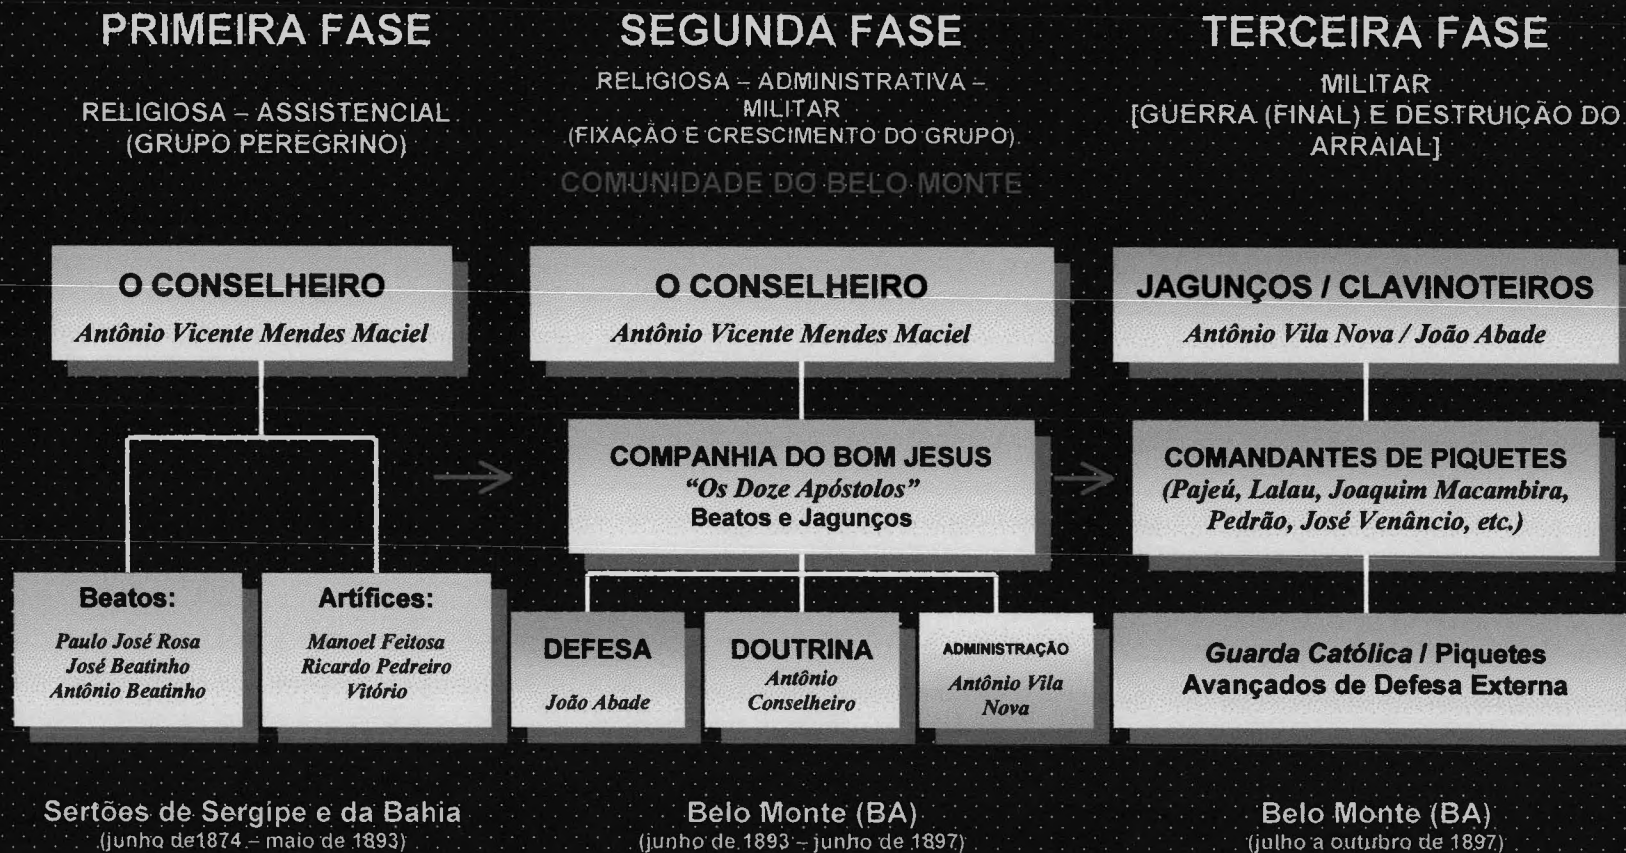 PRIMEIRA FASE
RELIGIOSA – ASSISTENCIAL
(GRUPO PEREGRINO)
O CONSELHEIRO
Antônio Vicente Mendes Maciel
Beatos:
Paulo José Rosa
José Beatinho
Antônio Beatinho
Artífices:
Manoel Feitosa
Ricardo Pedreiro
Vitório
Sertões de Sergipe e da Bahia
(junho de1874 – maio de 1893)
SEGUNDA FASE
RELIGIOSA – ADMINISTRATIVA –
MILITAR
(FIXAÇÃO E CRESCIMENTO DO GRUPO)
COMUNIDADE DO BELO MONTE
O CONSELHEIRO
Antônio Vicente Mendes Maciel
COMPANHIA DO BOM JESUS
“Os Doze Apóstolos”
Beatos e Jagunços
DEFESA
João Abade
DOUTRINA
Antônio
Conselheiro
ADMINISTRAÇÃO
Antônio Vila
Nova
Belo Monte (BA)
(junho de 1893 – junho de 1897)
TERCEIRA FASE
MILITAR
[GUERRA (FINAL) E DESTRUIÇÃO DO
ARRAIAL]
JAGUNÇOS / CLAVINOTEIROS
Antônio Vila Nova / João Abade
COMANDANTES DE PIQUETES
(Pajeú, Lalau, Joaquim Macambira,
Pedrão, José Venâncio, etc.)
Guarda Católica / Piquetes
Avançados de Defesa Externa
Belo Monte (BA)
(julho a outubro de 1897)